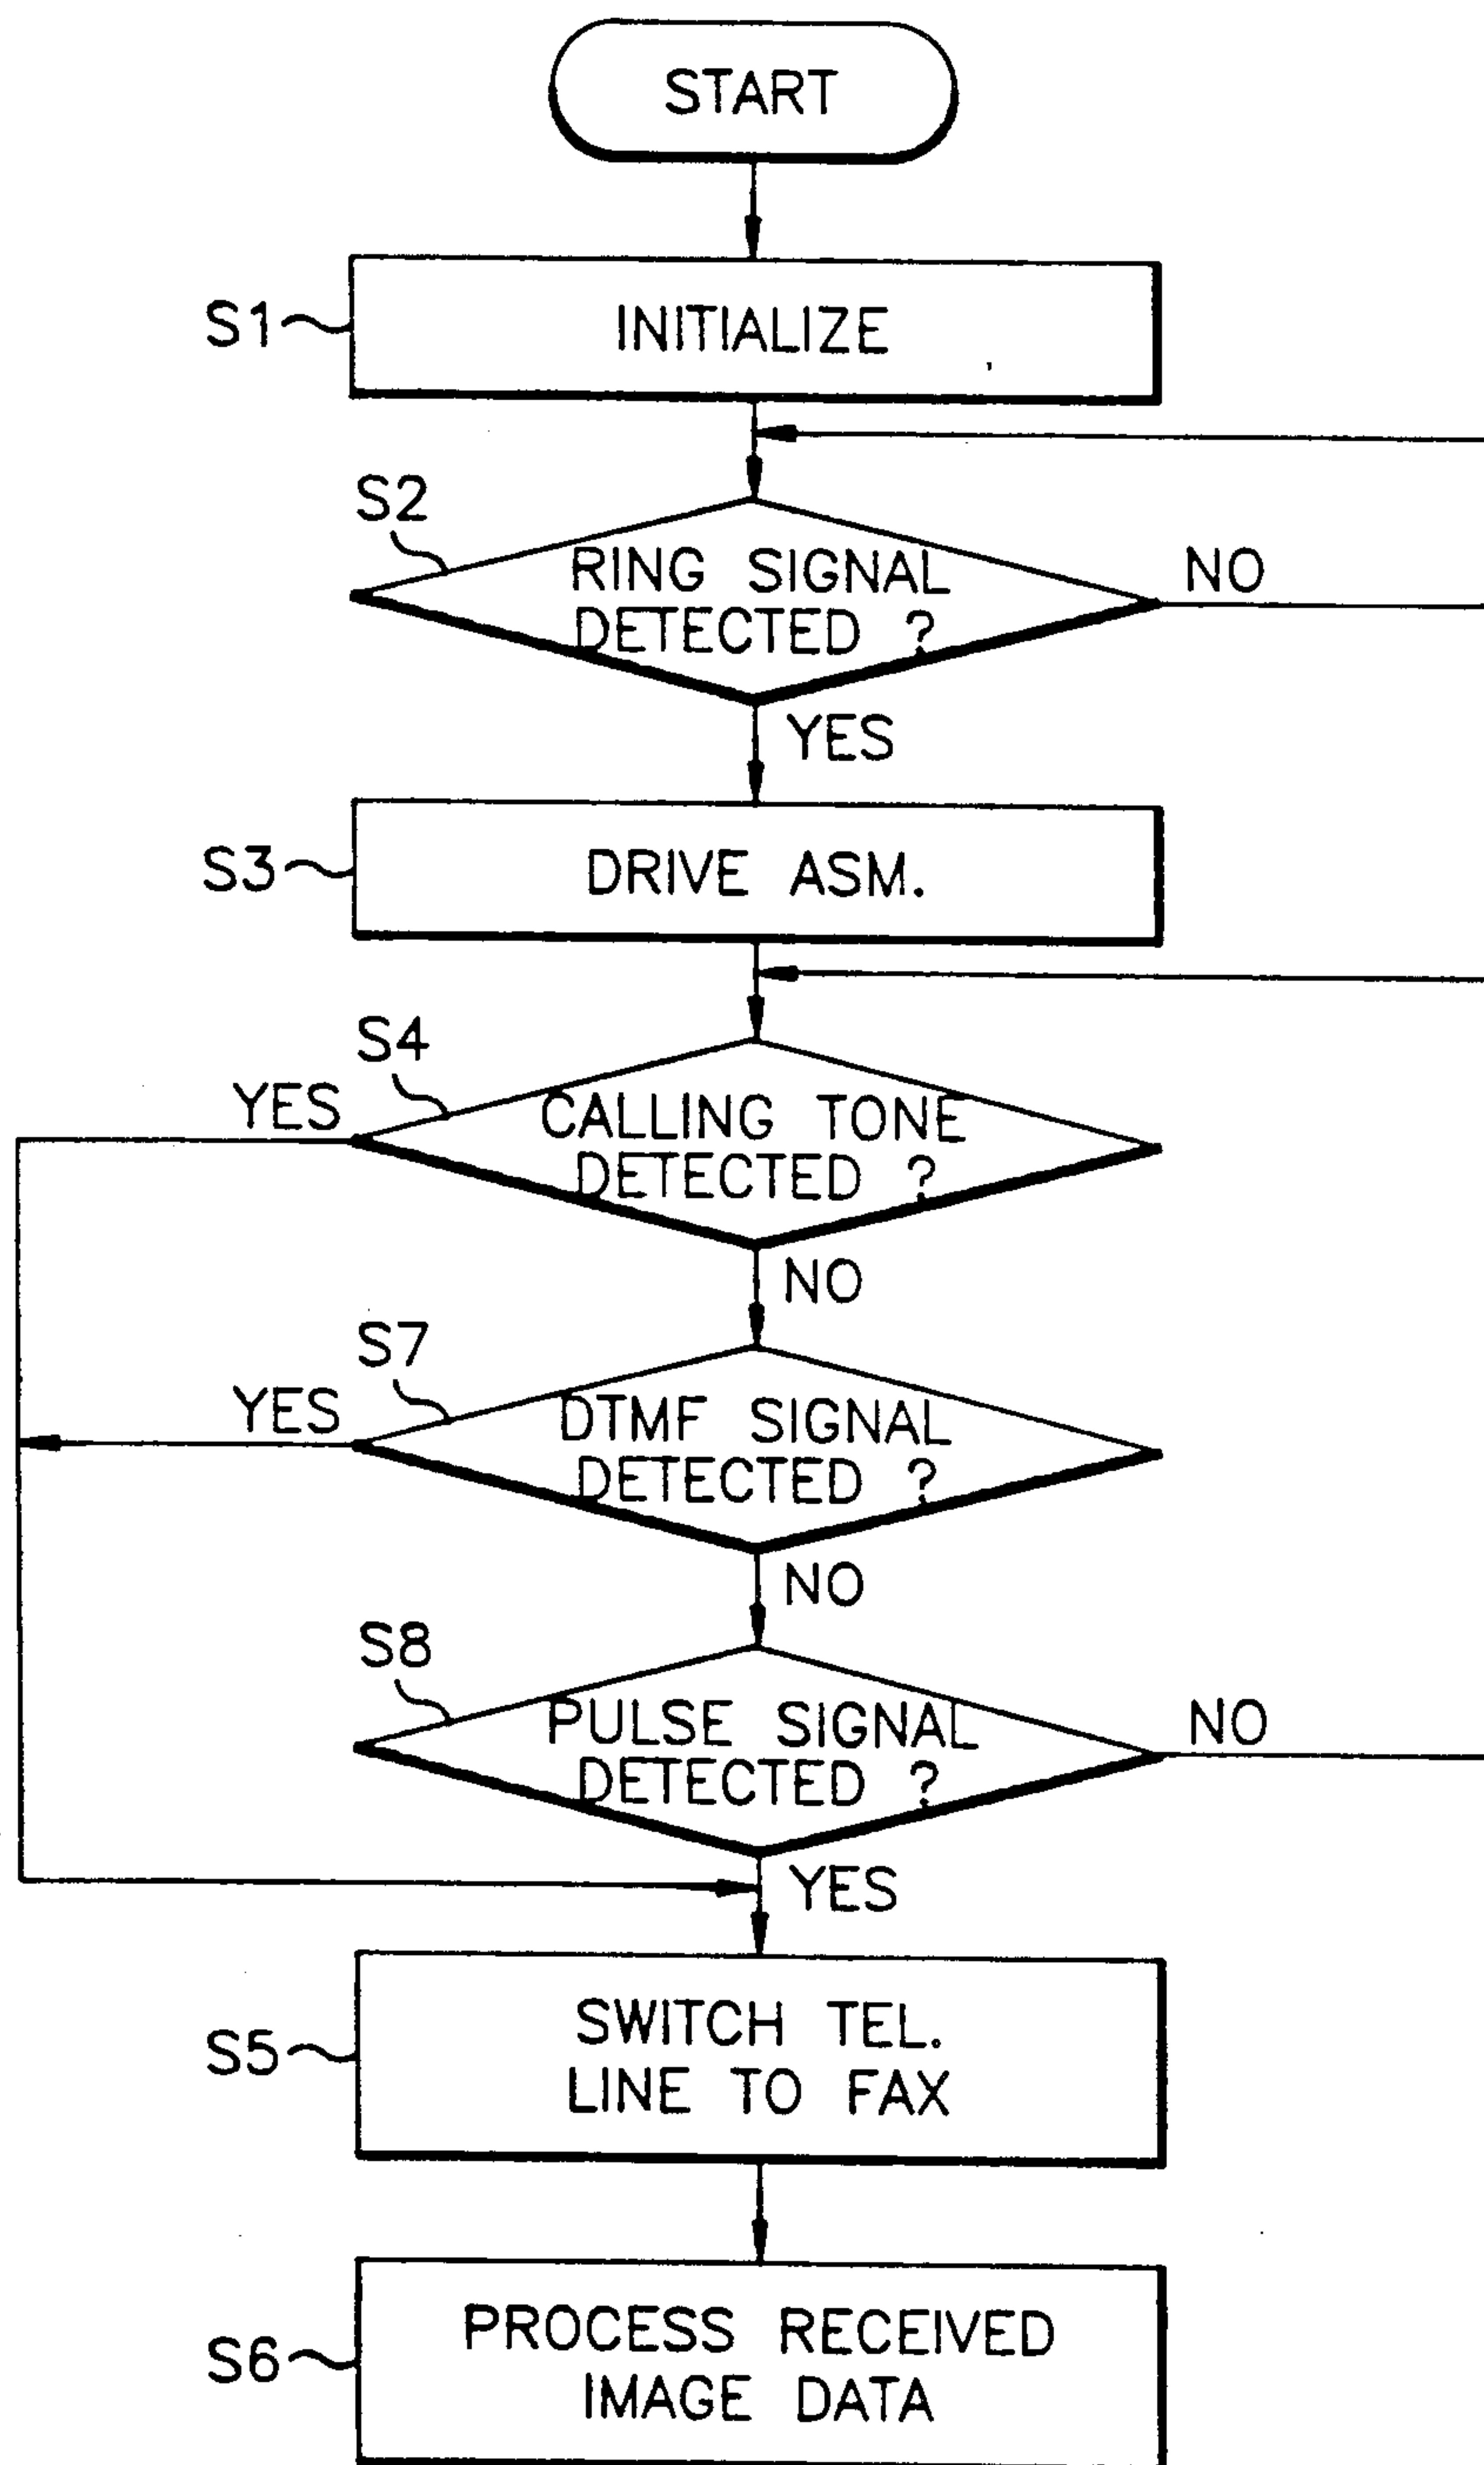 START
S1
INITIALIZE
S2
RING SIGNAL
DETECTED ?
NO
YES
S3
DRIVE ASM.
S4
YES
CALLING TONE
DETECTED ?
NO
S7
YES
DTMF SIGNAL
DETECTED ?
NO
S8
PULSE SIGNAL
DETECTED ?
NO
YES
S5
SWITCH TEL.
LINE TO FAX
S6
PROCESS RECEIVED
IMAGE DATA